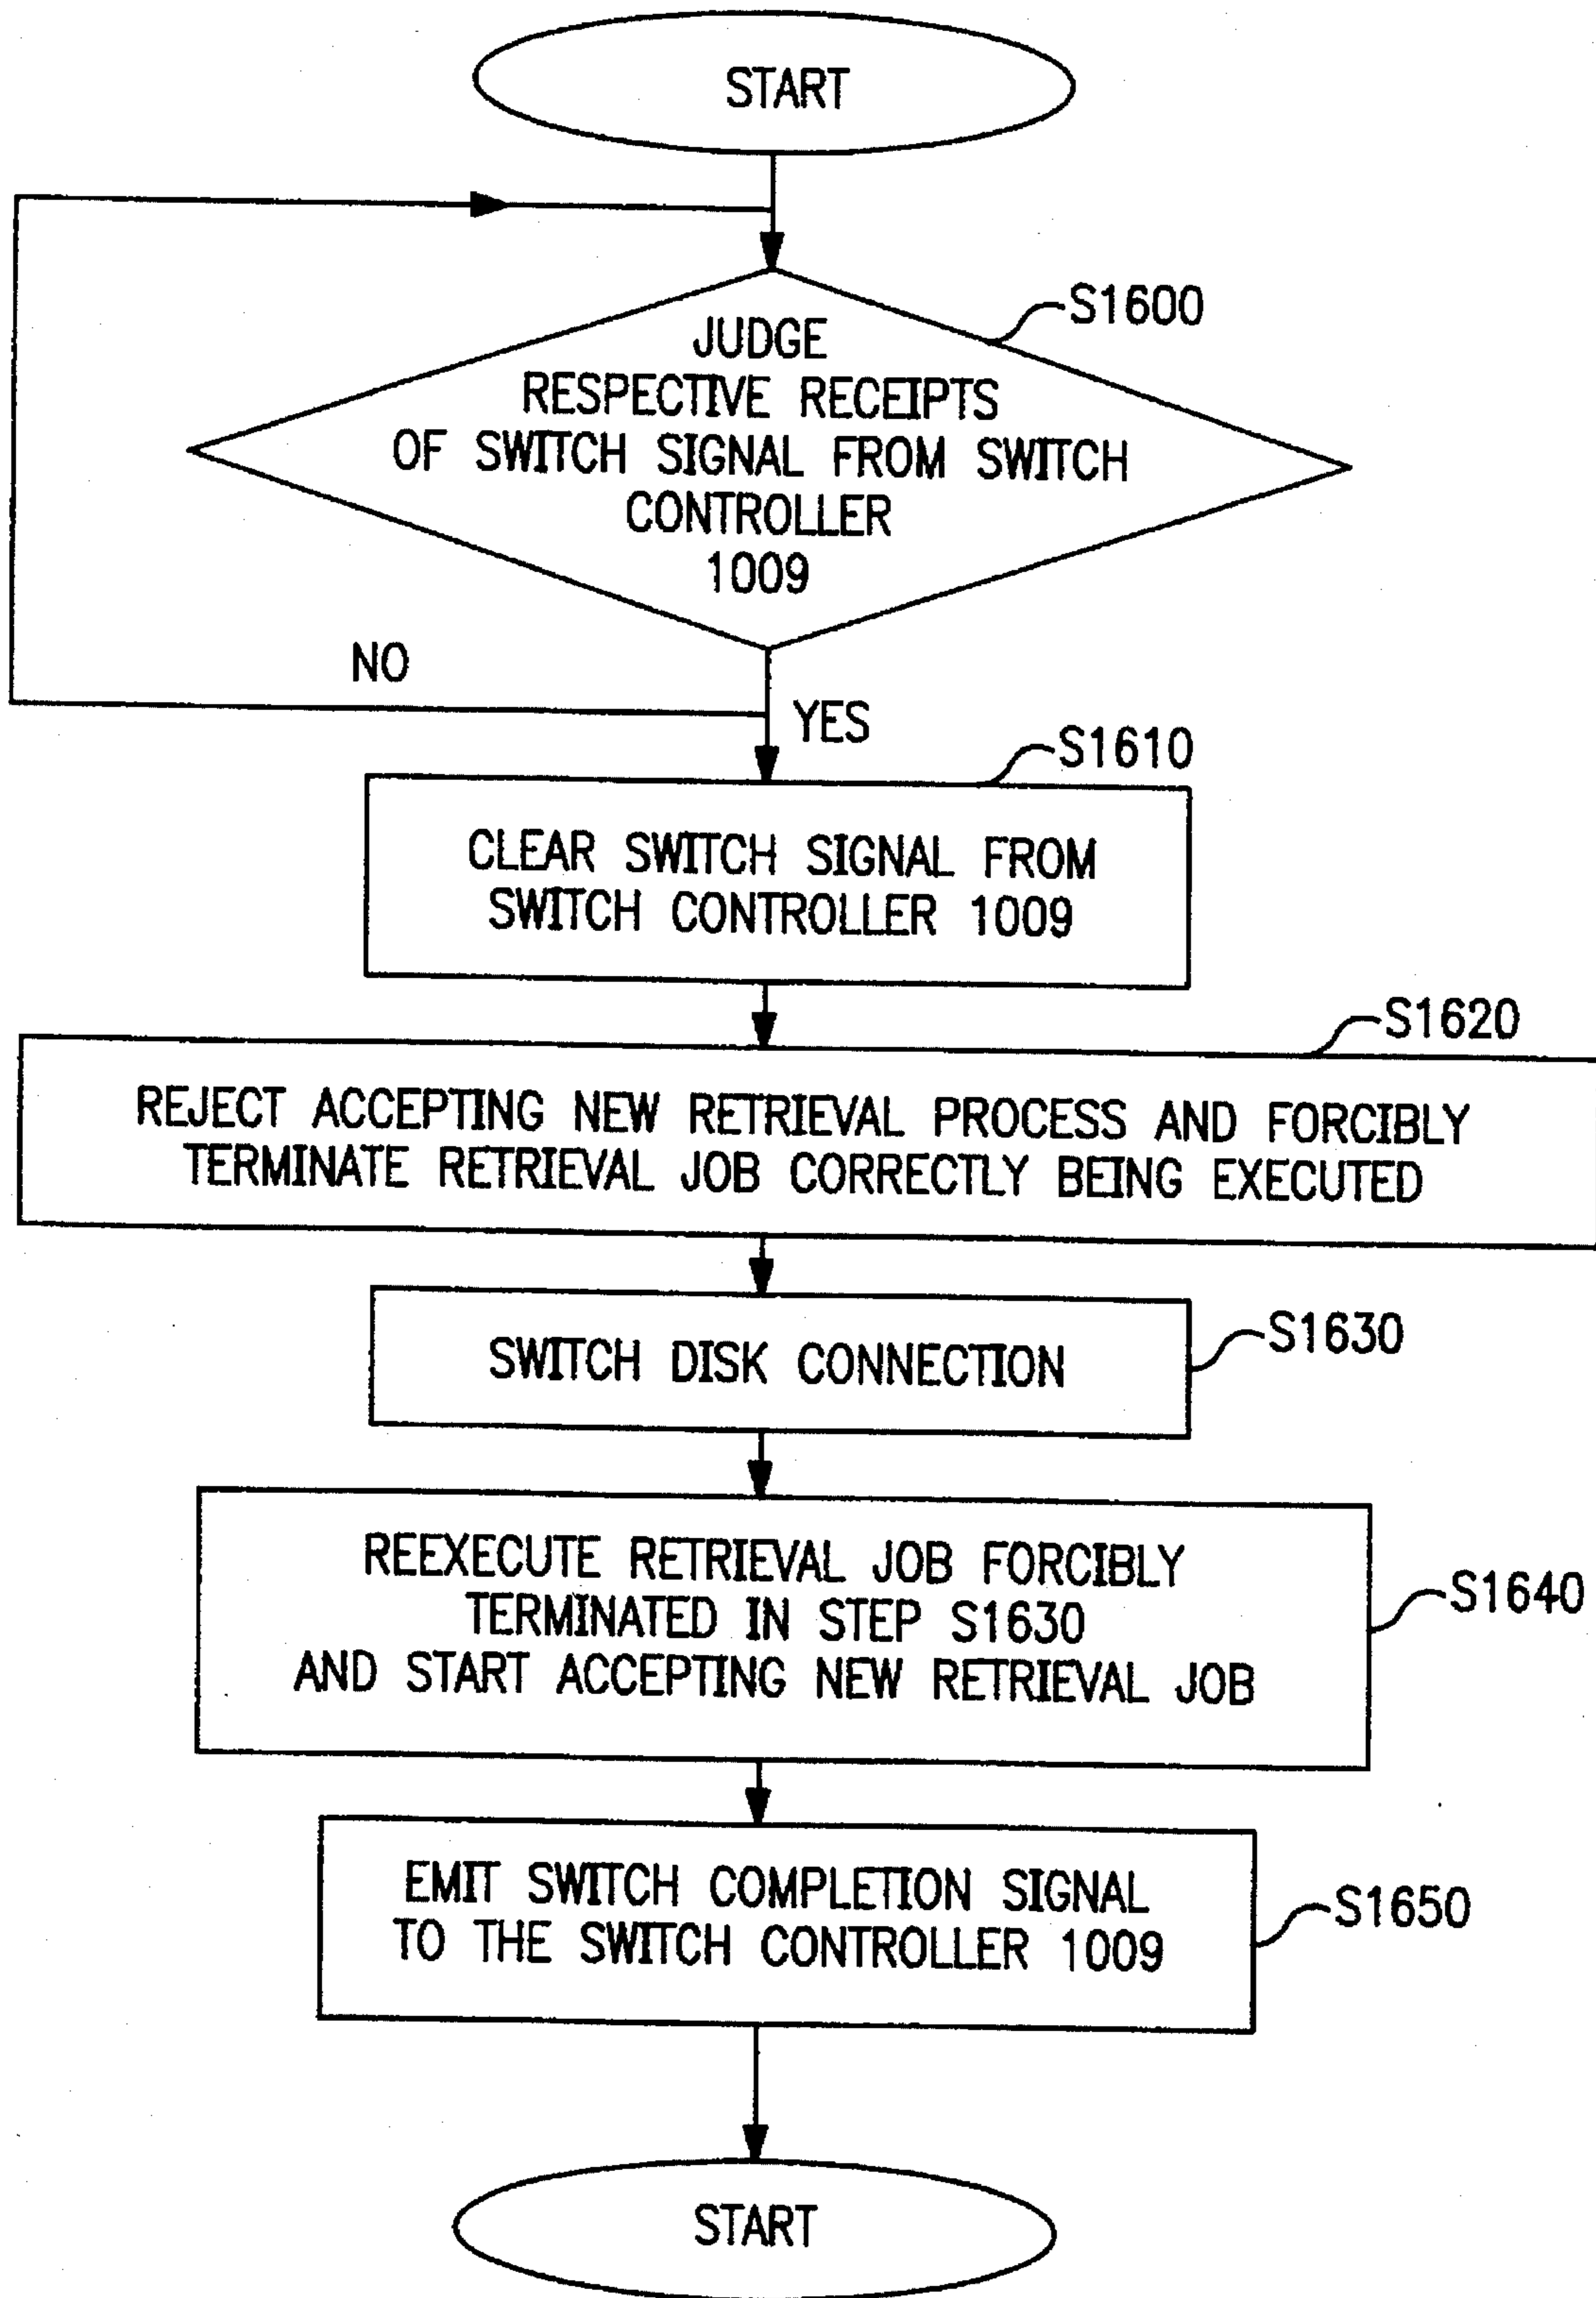 START
S1600
JUDGE
RESPECTIVE RECEIPTS
OF SWITCH SIGNAL FROM SWITCH
CONTROLLER
1009
NO
YES
S1610
CLEAR SWITCH SIGNAL FROM
SWITCH CONTROLLER 1009
S1620
REJECT ACCEPTING NEW RETRIEVAL PROCESS AND FORCIBLY
TERMINATE RETRIEVAL JOB CORRECTLY BEING EXECUTED
SWITCH DISK CONNECTION
S1630
REEXECUTE RETRIEVAL JOB FORCIBLY
TERMINATED IN STEP S1630
AND START ACCEPTING NEW RETRIEVAL JOB
S1640
EMIT SWITCH COMPLETION SIGNAL
TO THE SWITCH CONTROLLER 1009
S1650
START